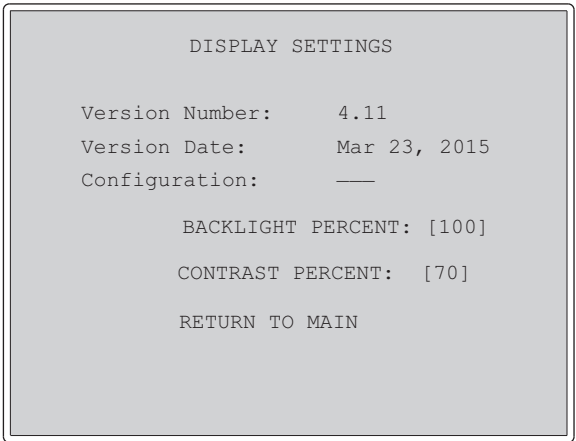 DISPLAY SETTINGS
Version Number: 4.11
Version Date: Mar 23, 2015
Configuration: ———
BACKLIGHT PERCENT: [100]
CONTRAST PERCENT: [70]
RETURN TO MAIN